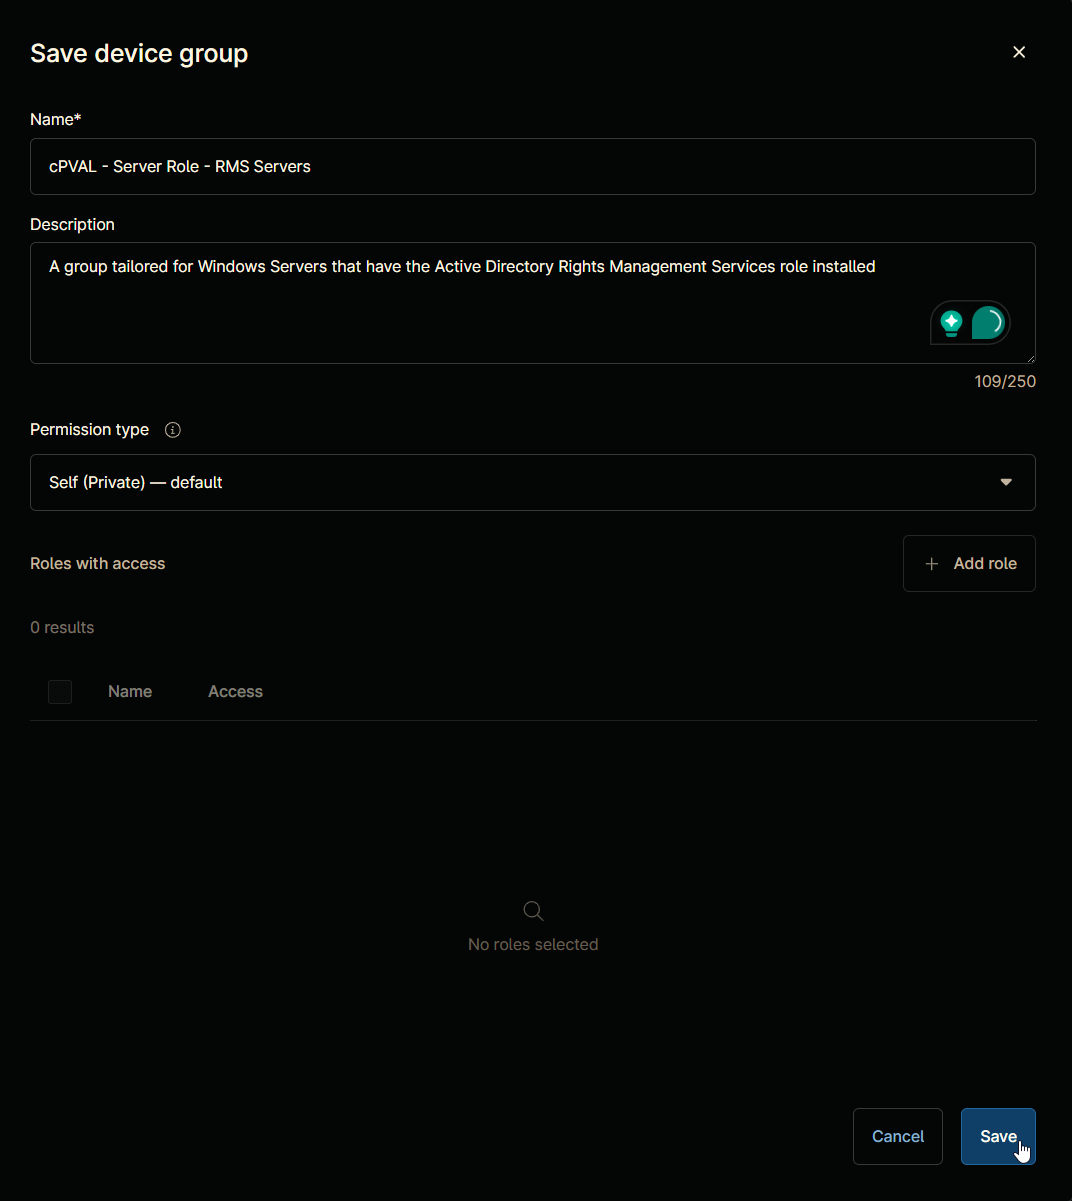 Save device group
Name*
cPVAL - Server Role - RMS Servers
Description
A group tailored for Windows Servers that have the Active Directory Rights Management Services role installed
109/250
Permission type
Self (Private) — default
Roles with access
Add role
0 results
Name Access
No roles selected
Cancel Save